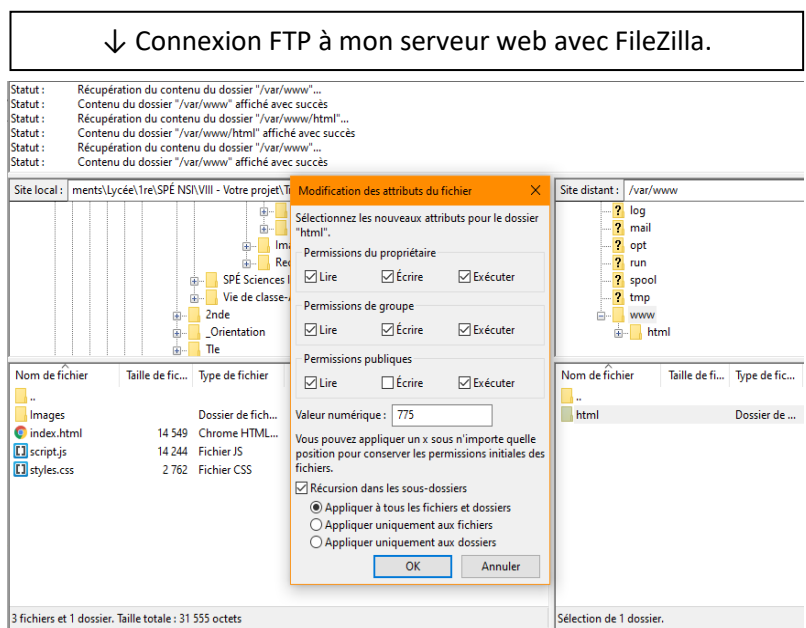 ↓ Connexion FTP à mon serveur web avec FileZilla.
Statut : Récupération du contenu du dossier "/var/www"...
Statut : Contenu du dossier "/var/www" affiché avec succès
Statut : Récupération du contenu du dossier "/var/www/html"...
Statut : Contenu du dossier "/var/www/html" affiché avec succès
Statut : Récupération du contenu du dossier "/var/www"...
Statut : Contenu du dossier "/var/www" affiché avec succès
Site local : ments\Lycée\1re\SPÉ NSI\VIII - Votre projet\
Ima
Rec
SPÉ Sciences
Vie de classe-
2nde
_Orientation
Tle
Nom de fichier Taille de fic... Type de fichier
..
Images Dossier de fich...
index.html 14 549 Chrome HTML...
script.js 14 244 Fichier JS
styles.css 2 762 Fichier CSS
3 fichiers et 1 dossier. Taille totale : 31 555 octets
Modification des attributs du fichier
Sélectionnez les nouveaux attributs pour le dossier
"html".
Permissions du propriétaire
Lire Écrire Exécuter
Permissions de groupe
Lire Écrire Exécuter
Permissions publiques
Lire Écrire Exécuter
Valeur numérique : 775
Vous pouvez appliquer un x sous n'importe quelle
position pour conserver les permissions initiales des
fichiers.
Récursion dans les sous-dossiers
Appliquer à tous les fichiers et dossiers
Appliquer uniquement aux fichiers
Appliquer uniquement aux dossiers
OK Annuler
Site distant : /var/www
? log
? mail
? opt
? run
? spool
? tmp
www
html
Nom de fichier Taille de fi... Type de fic...
..
html Dossier de ...
Sélection de 1 dossier.